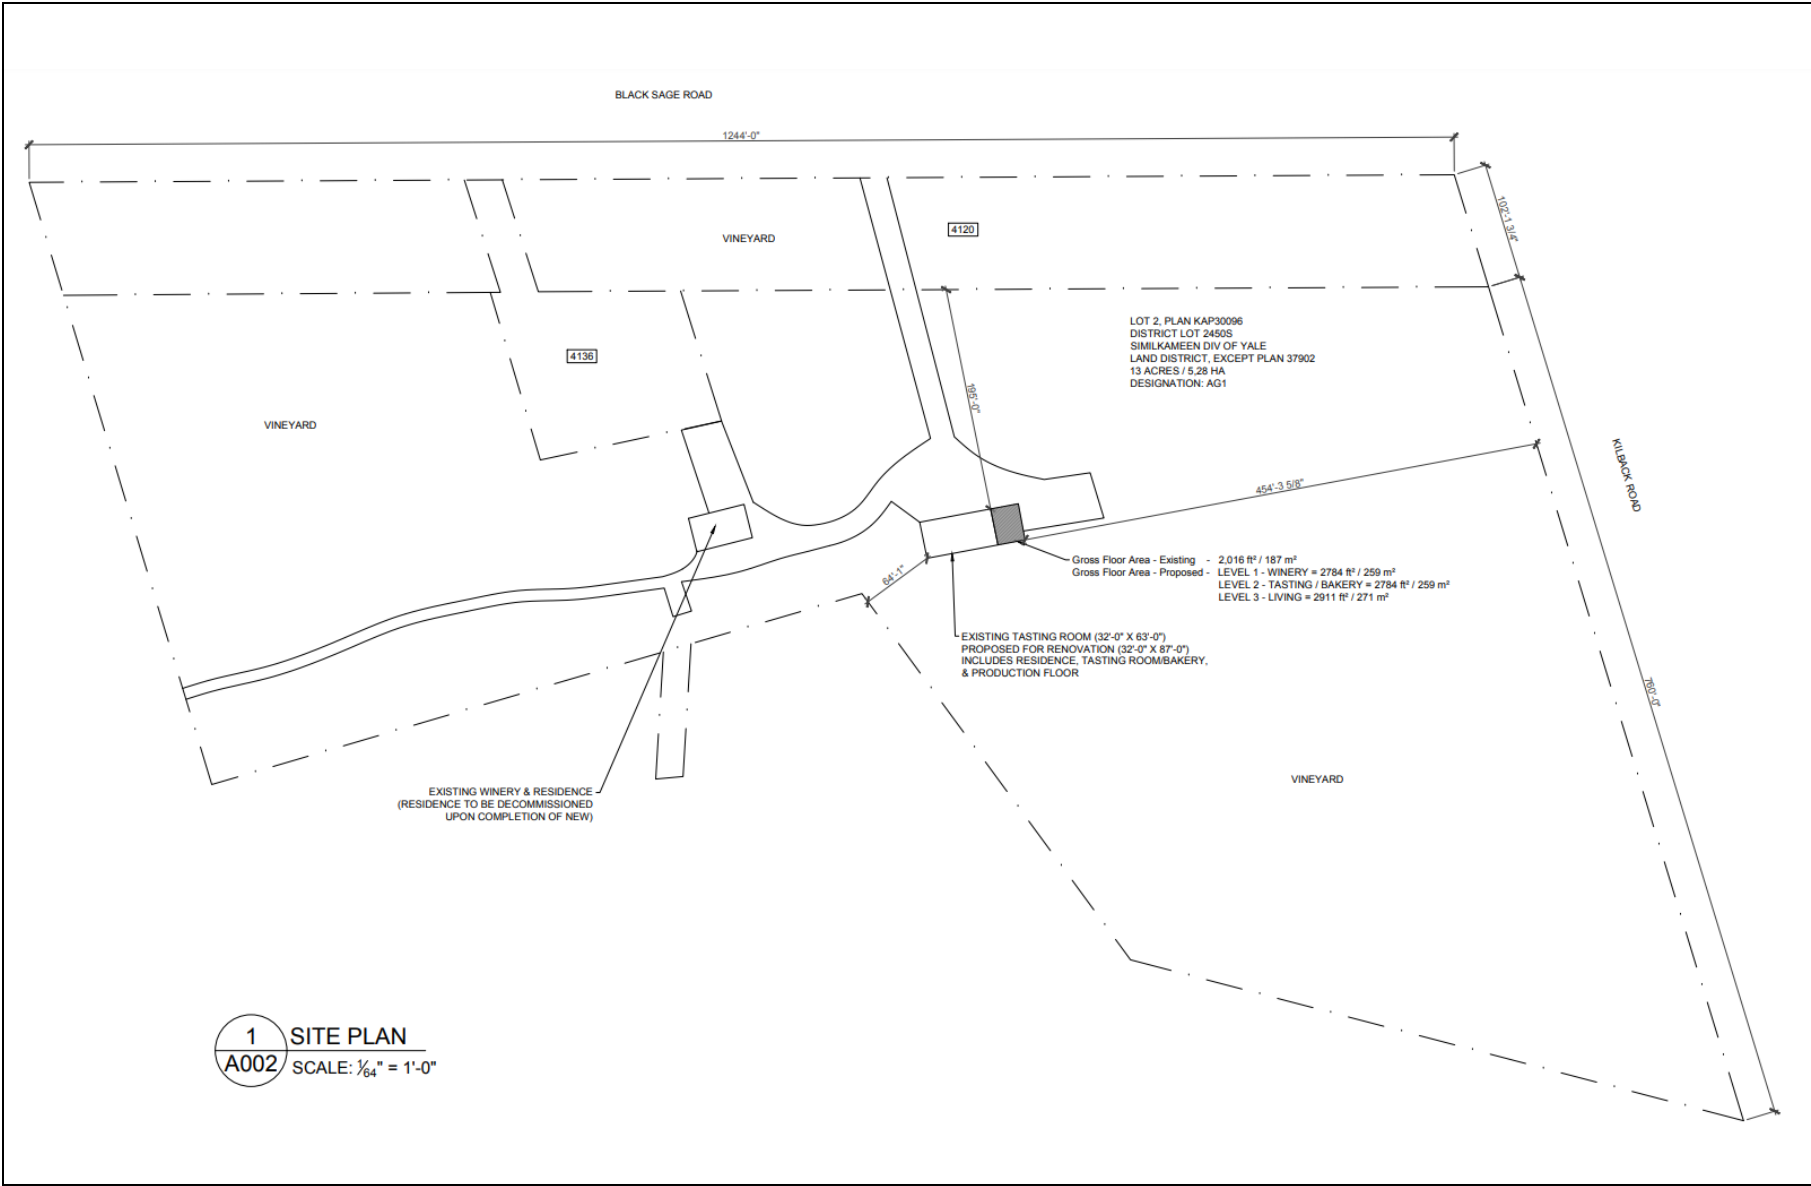 BLACK SAGE ROAD
1244'-0"
102'-1 3/4"
VINEYARD
4120
LOT 2, PLAN KAP30096
DISTRICT LOT 2450S
SIMILKAMEEN DIV OF YALE
LAND DISTRICT, EXCEPT PLAN 37902
13 ACRES / 5,28 HA
DESIGNATION: AG1
4136
195'-0"
VINEYARD
KILBACK ROAD
454'-3 5/8"
Gross Floor Area - Existing - 2,016 ft² / 187 m²
Gross Floor Area - Proposed - LEVEL 1 - WINERY = 2784 ft² / 259 m²
LEVEL 2 - TASTING / BAKERY = 2784 ft² / 259 m²
LEVEL 3 - LIVING = 2911 ft² / 271 m²
64'-1"
EXISTING TASTING ROOM (32'-0" X 63'-0")
PROPOSED FOR RENOVATION (32'-0" X 87'-0")
INCLUDES RESIDENCE, TASTING ROOM/BAKERY,
& PRODUCTION FLOOR
760'-0"
VINEYARD
EXISTING WINERY & RESIDENCE
(RESIDENCE TO BE DECOMMISSIONED
UPON COMPLETION OF NEW)
1
A002
SITE PLAN
SCALE: 1/64" = 1'-0"